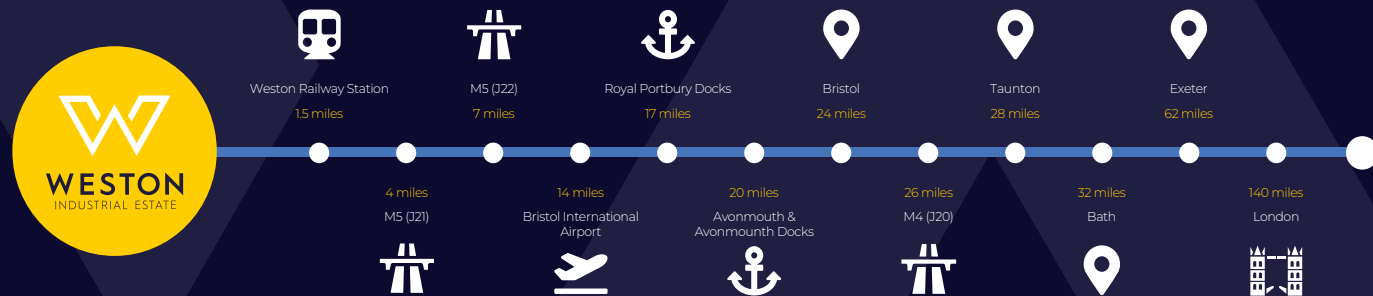 WESTON
INDUSTRIAL ESTATE
Weston Railway Station
1.5 miles
4 miles
M5 (J21)
M5 (J22)
7 miles
14 miles
Bristol International
Airport
Royal Portbury Docks
17 miles
20 miles
Avonmouth &
Avonmounth Docks
Bristol
24 miles
26 miles
M4 (J20)
Taunton
28 miles
32 miles
Bath
Exeter
62 miles
140 miles
London